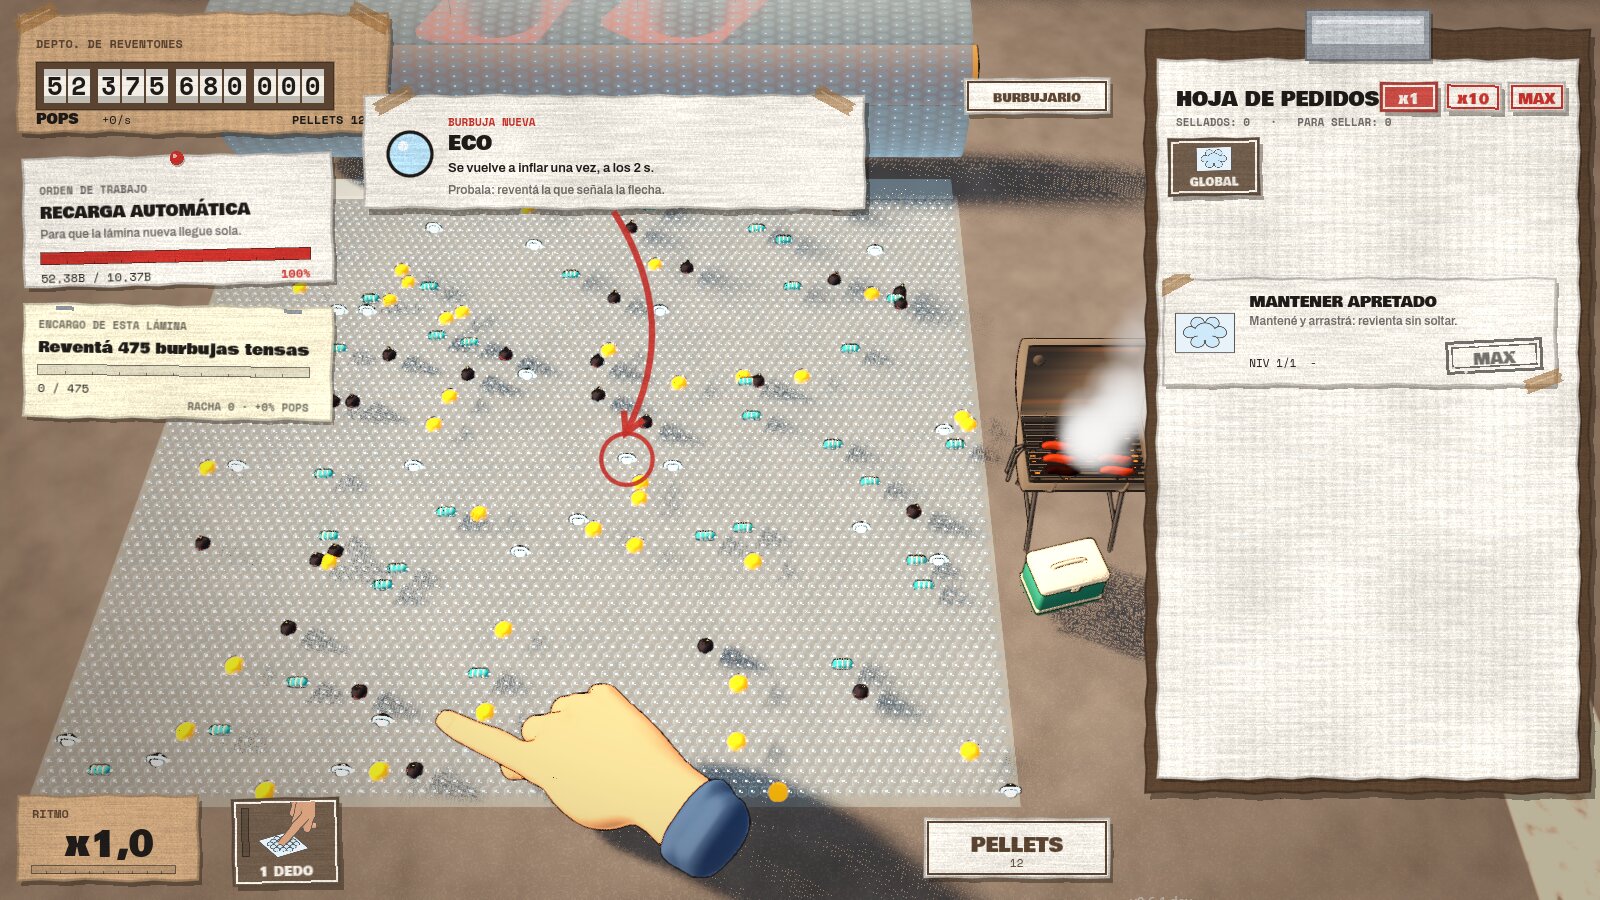 DEPTO. DE REVENTONES
52 375 680 000
POPS +0/s PELLETS 12
ORDEN DE TRABAJO
RECARGA AUTOMÁTICA
Para que la lámina nueva llegue sola.
52.38B / 10.37B 100%
ENCARGO DE ESTA LÁMINA
Reventá 475 burbujas tensas
0 / 475
RACHA 0 · +0% POPS
BURBUJA NUEVA
ECO
Se vuelve a inflar una vez, a los 2 s.
Probala: reventá la que señala la flecha.
BURBUJARIO
HOJA DE PEDIDOS x1 x10 MAX
SELLADOS: 0 · PARA SELLAR: 0
GLOBAL
MANTENER APRETADO
Mantené y arrastrá: revienta sin soltar.
NIV 1/1 -
MAX
RITMO
x1,0
1 DEDO
PELLETS
12